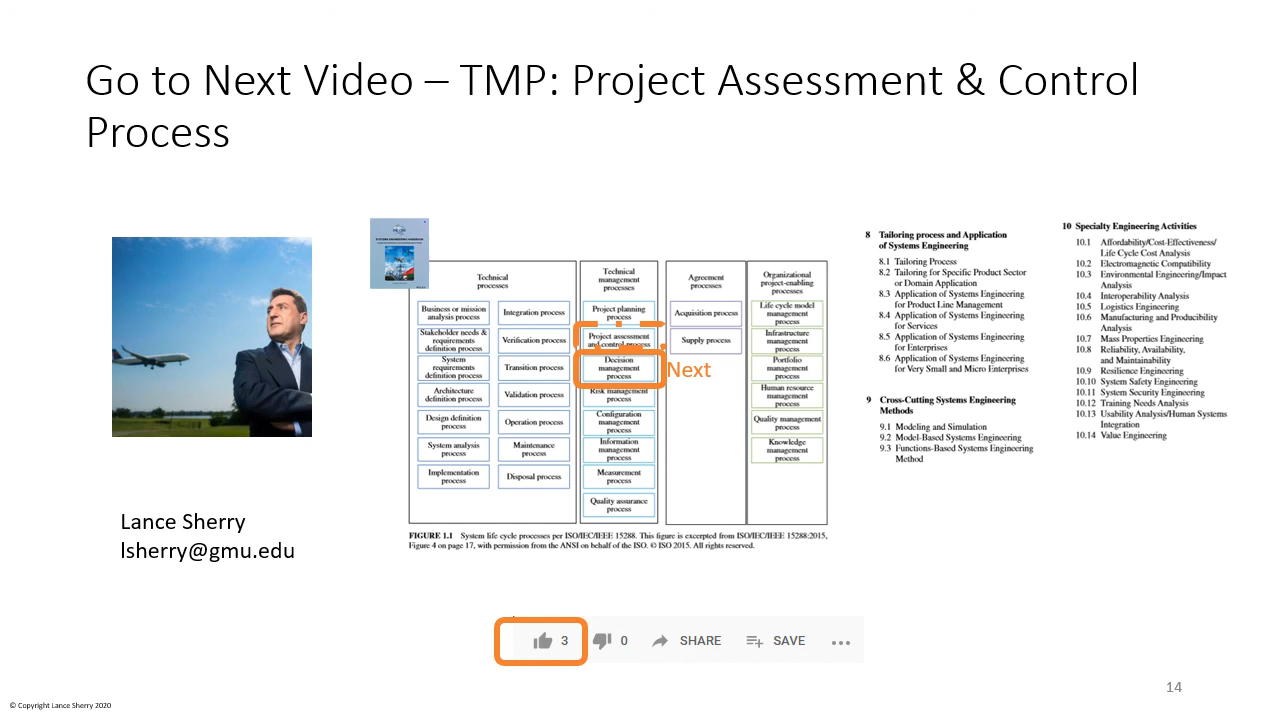 Go to Next Video – TMP: Project Assessment & Control
Process
Technical
processes
Business or mission
analysis process
Stakeholder needs &
requirements
definition process
System
requirements
definition process
Architecture
definition process
Design definition
process
System analysis
process
Implementation
process
Integration process
Verification process
Transition process
Validation process
Operation process
Maintenance
process
Disposal process
Technical
management
processes
Project planning
process
Project assessment
and control process
Decision
management
process
Next
Risk management
process
Configuration
management
process
Information
management
process
Measurement
process
Quality assurance
process
Agreement
processes
Acquisition process
Supply process
Organizational
project-enabling
processes
Life cycle model
management
process
Infrastructure
management
process
Portfolio
management
process
Human resource
management
process
Quality management
process
Knowledge
management
process
FIGURE 1.1 System life cycle processes per ISO/IEC/IEEE 15288. This figure is excerpted from ISO/IEC/IEEE 15288:2015,
Figure 4 on page 17, with permission from the ANSI on behalf of the ISO. © ISO 2015. All rights reserved.
8 Tailoring process and Application
of Systems Engineering
8.1 Tailoring Process
8.2 Tailoring for Specific Product Sector
or Domain Application
8.3 Application of Systems Engineering
for Product Line Management
8.4 Application of Systems Engineering
for Services
8.5 Application of Systems Engineering
for Enterprises
8.6 Application of Systems Engineering
for Very Small and Micro Enterprises
9 Cross-Cutting Systems Engineering
Methods
9.1 Modeling and Simulation
9.2 Model-Based Systems Engineering
9.3 Functions-Based Systems Engineering
Method
10 Specialty Engineering Activities
10.1 Affordability/Cost-Effectiveness/
Life Cycle Cost Analysis
10.2 Electromagnetic Compatibility
10.3 Environmental Engineering/Impact
Analysis
10.4 Interoperability Analysis
10.5 Logistics Engineering
10.6 Manufacturing and Producibility
Analysis
10.7 Mass Properties Engineering
10.8 Reliability, Availability,
and Maintainability
10.9 Resilience Engineering
10.10 System Safety Engineering
10.11 System Security Engineering
10.12 Training Needs Analysis
10.13 Usability Analysis/Human Systems
Integration
10.14 Value Engineering
Lance Sherry
lsherry@gmu.edu
3 0 SHARE SAVE
14
© Copyright Lance Sherry 2020